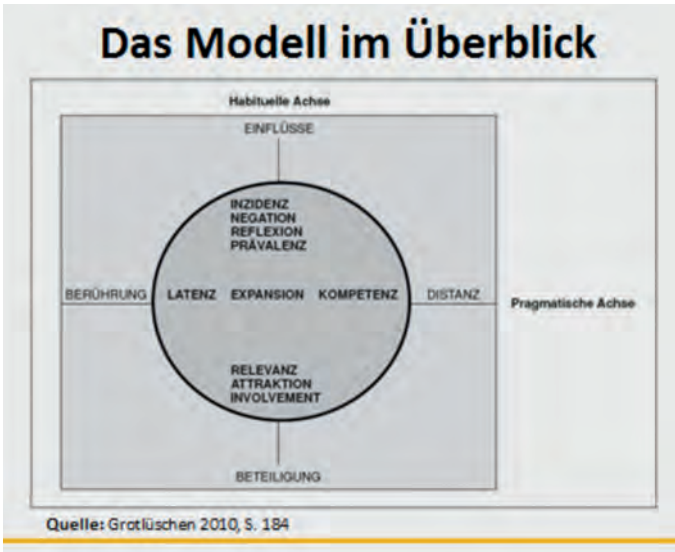 Das Modell im Überblick
Habituelle Achse
EINFLÜSSE
INZIDENZ
NEGATION
REFLEXION
PRÄVALENZ
BERÜHRUNG LATENZ EXPANSION KOMPETENZ DISTANZ
Pragmatische Achse
RELEVANZ
ATTRAKTION
INVOLVEMENT
BETEILIGUNG
Quelle: Grotlüschen 2010, S. 184